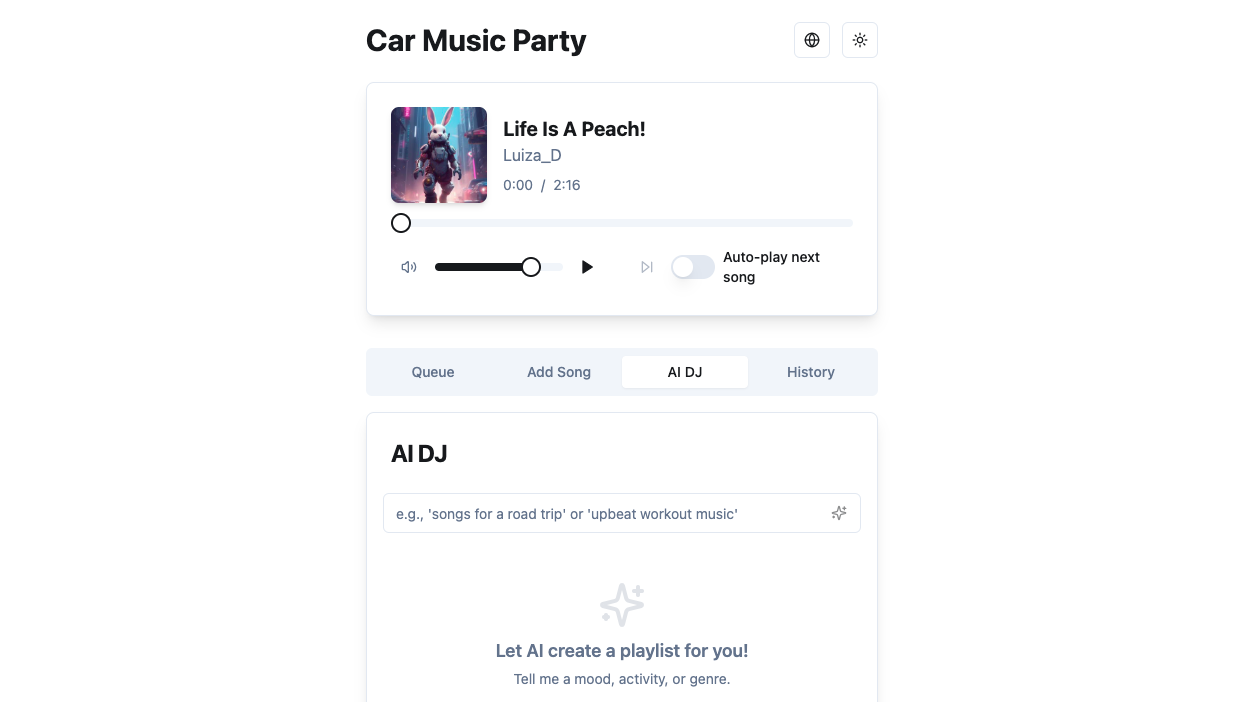 Car Music Party
Life Is A Peach!
Luiza_D
0:00 / 2:16
Auto-play next
song
Queue
Add Song
AI DJ
History
AI DJ
e.g., 'songs for a road trip' or 'upbeat workout music'
Let AI create a playlist for you!
Tell me a mood, activity, or genre.